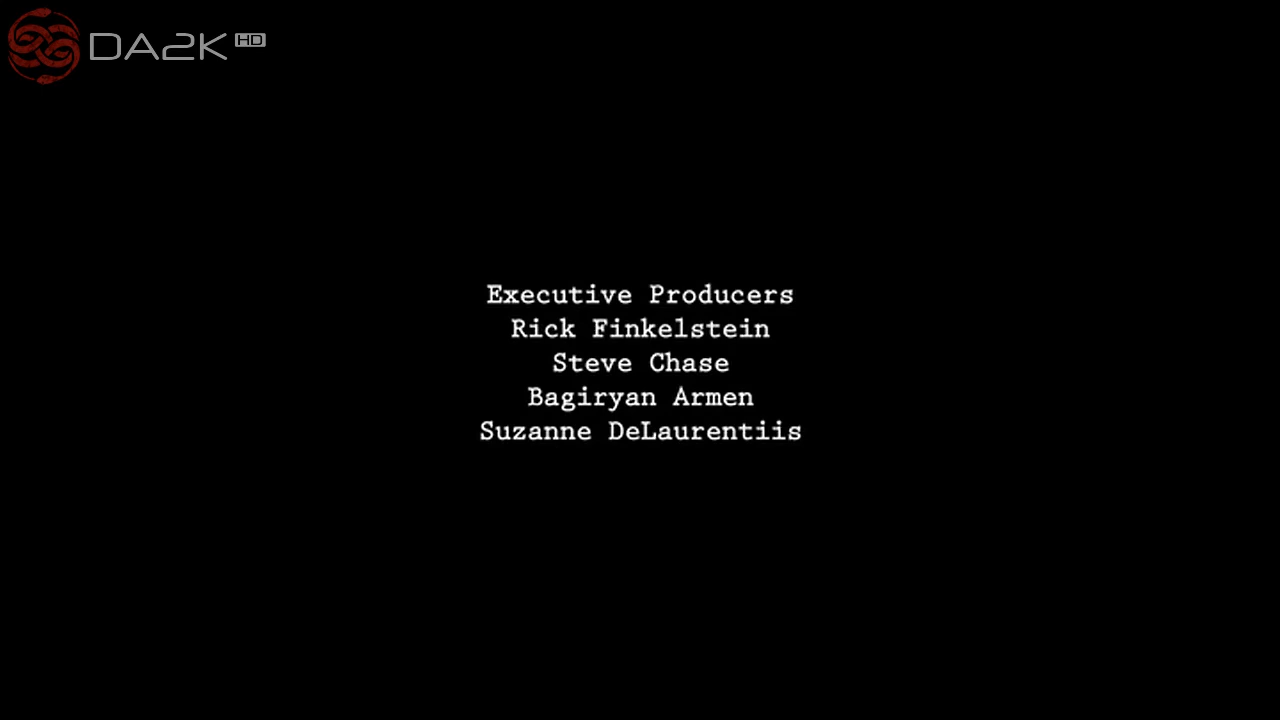 DA2K HD
Executive Producers
Rick Finkelstein
Steve Chase
Bagiryan Armen
Suzanne DeLaurentiis